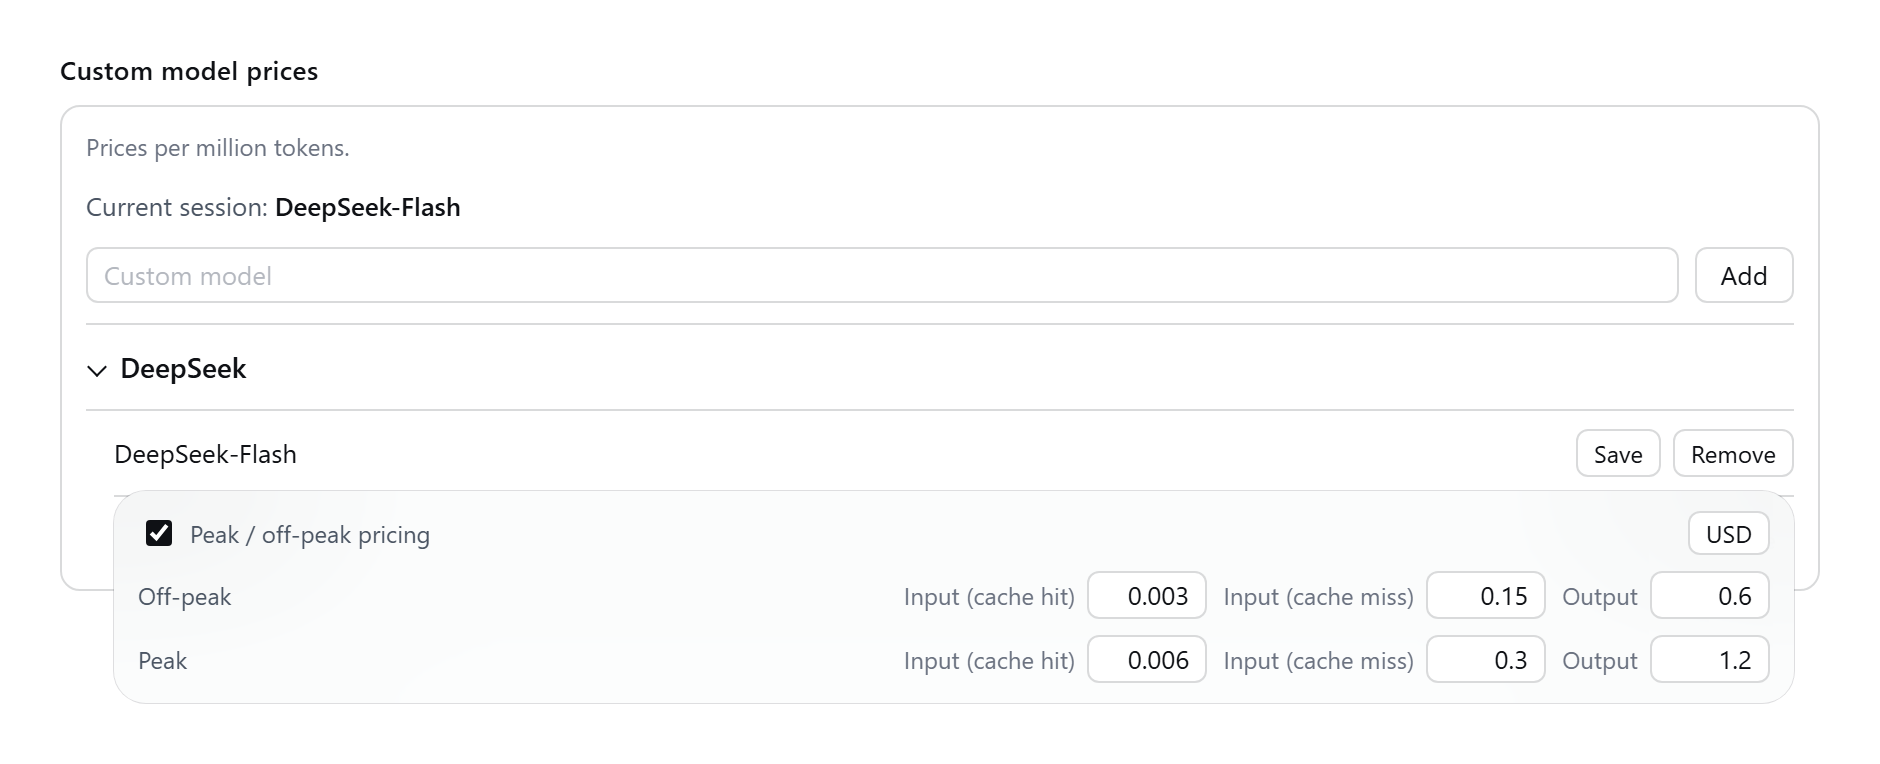 Custom model prices
Prices per million tokens.
Current session: DeepSeek-Flash
Custom model Add
DeepSeek
DeepSeek-Flash Save Remove
Peak / off-peak pricing USD
Off-peak Input (cache hit) 0.003 Input (cache miss) 0.15 Output 0.6
Peak Input (cache hit) 0.006 Input (cache miss) 0.3 Output 1.2